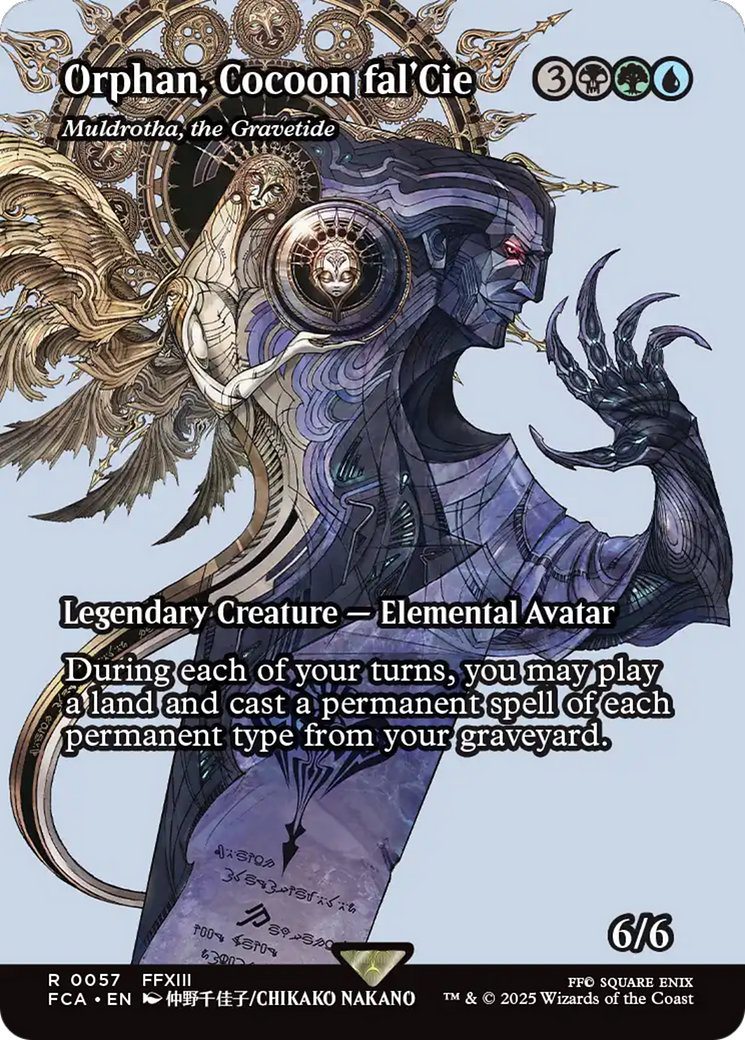 Orphan, Cocoon fal'Cie 3
Muldrotha, the Gravetide
Legendary Creature — Elemental Avatar
During each of your turns, you may play
a land and cast a permanent spell of each
permanent type from your graveyard.
6/6
R 0057 FFXIII
FCA • EN 仲野千佳子/CHIKAKO NAKANO
FF© SQUARE ENIX
™ & © 2025 Wizards of the Coast